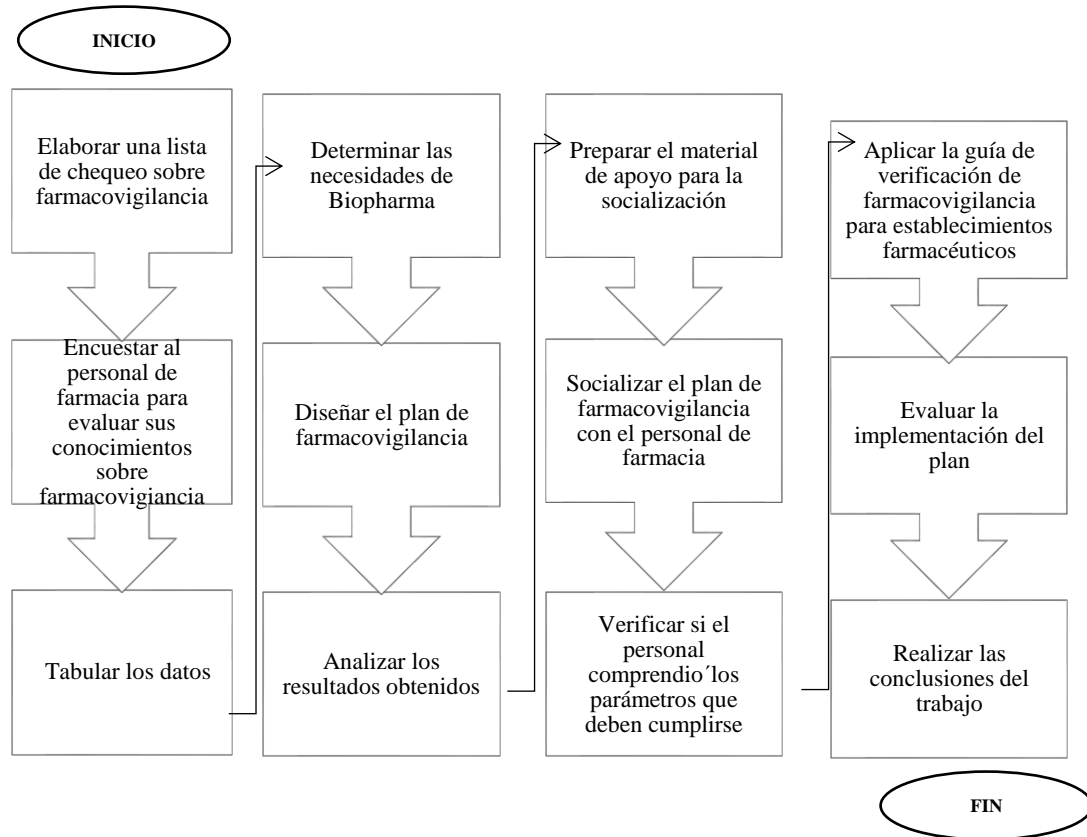 INICIO
Elaborar una lista
de chequeo sobre
farmacovigilancia
Encuestar al
personal de
farmacia para
evaluar sus
conocimientos
sobre
farmacovigiancia
Tabular los datos
Determinar las
necesidades de
Biopharma
Diseñar el plan de
farmacovigilancia
Analizar los
resultados obtenidos
Preparar el material
de apoyo para la
socialización
Socializar el plan de
farmacovigilancia
con el personal de
farmacia
Verificar si el
personal
comprendio´los
parámetros que
deben cumplirse
Aplicar la guía de
verificación de
farmacovigilancia
para establecimientos
farmacéuticos
Evaluar la
implementación del
plan
Realizar las
conclusiones del
trabajo
FIN